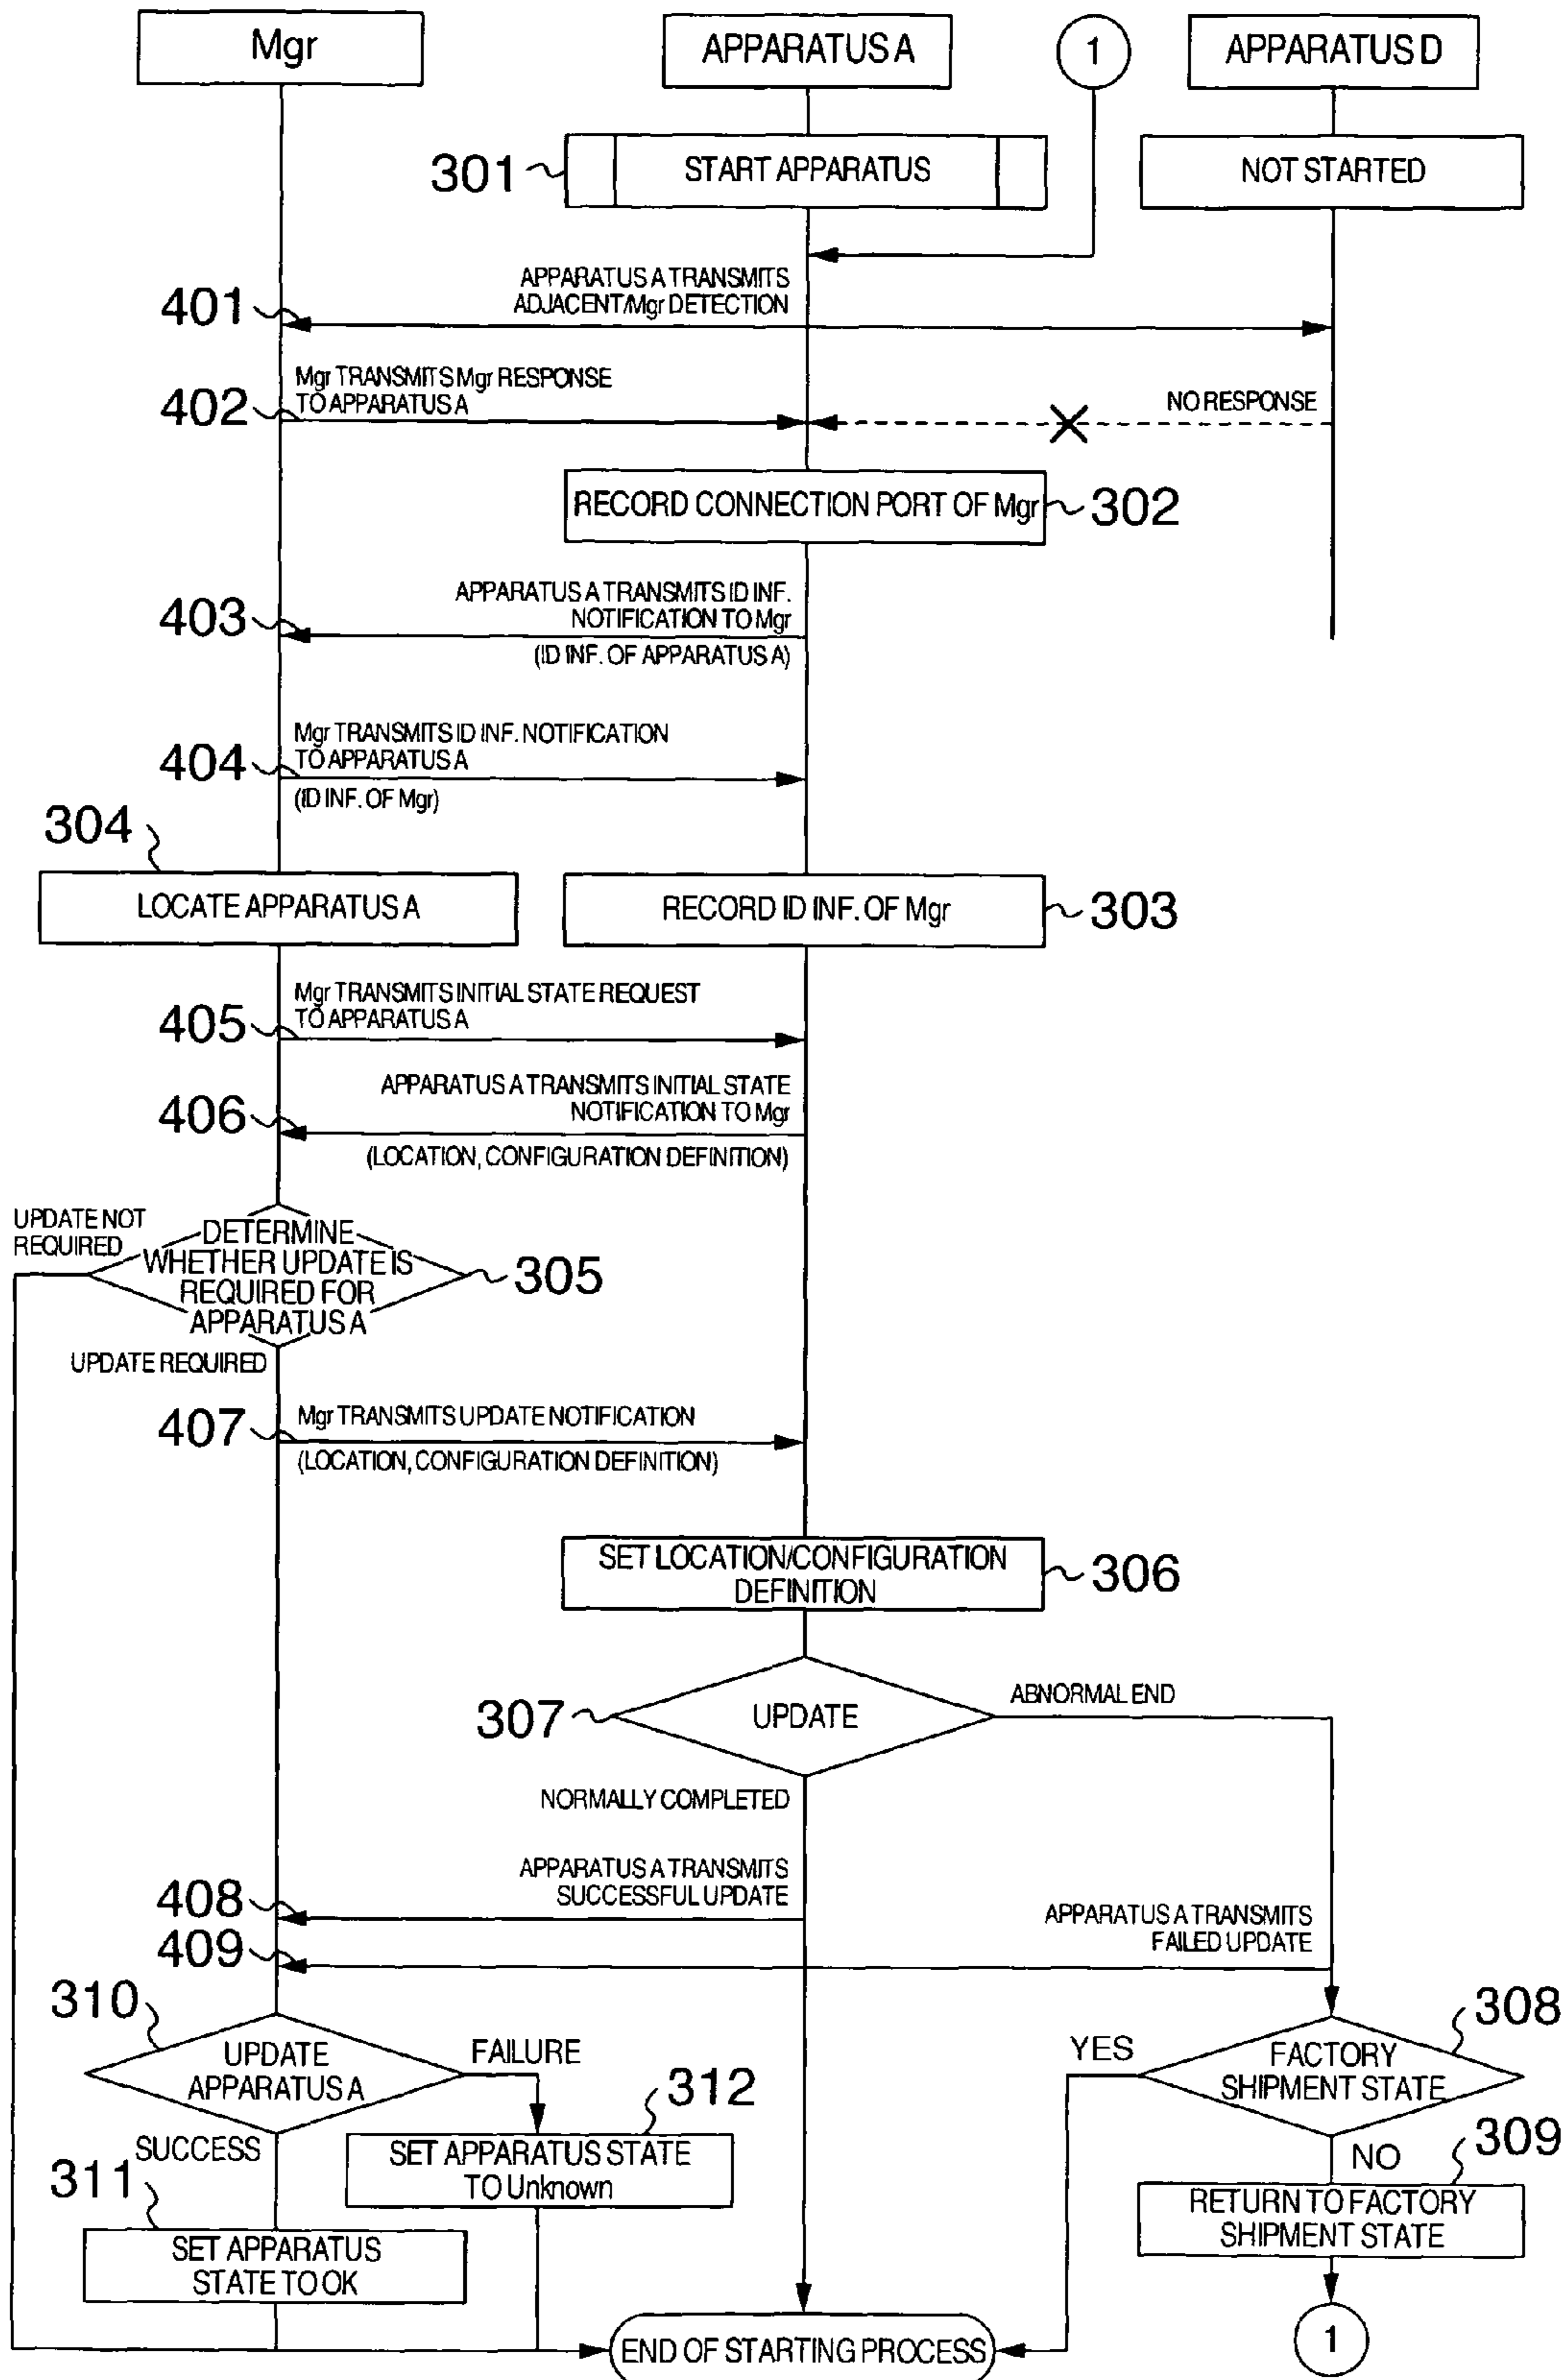 Mgr
APPARATUS A
1
APPARATUS D
301
START APPARATUS
NOT STARTED
APPARATUS A TRANSMITS
ADJACENT/Mgr DETECTION
401
Mgr TRANSMITS Mgr RESPONSE
TO APPARATUS A
402
NO RESPONSE
RECORD CONNECTION PORT OF Mgr
302
APPARATUS A TRANSMITS ID INF.
NOTIFICATION TO Mgr
403
(ID INF. OF APPARATUS A)
Mgr TRANSMITS ID INF. NOTIFICATION
TO APPARATUS A
404
(ID INF. OF Mgr)
304
LOCATE APPARATUS A
RECORD ID INF. OF Mgr
303
Mgr TRANSMITS INITIAL STATE REQUEST
TO APPARATUS A
405
APPARATUS A TRANSMITS INITIAL STATE
NOTIFICATION TO Mgr
406
(LOCATION, CONFIGURATION DEFINITION)
UPDATE NOT
REQUIRED
DETERMINE
WHETHER UPDATE IS
REQUIRED FOR
APPARATUS A
305
UPDATE REQUIRED
Mgr TRANSMITS UPDATE NOTIFICATION
407
(LOCATION, CONFIGURATION DEFINITION)
SET LOCATION/CONFIGURATION
DEFINITION
306
307
UPDATE
ABNORMAL END
NORMALLY COMPLETED
APPARATUS A TRANSMITS
SUCCESSFUL UPDATE
408
APPARATUS A TRANSMITS
FAILED UPDATE
409
310
UPDATE
APPARATUS A
FAILURE
312
YES
FACTORY
SHIPMENT STATE
308
SUCCESS
SET APPARATUS STATE
TO Unknown
NO
309
311
RETURN TO FACTORY
SHIPMENT STATE
SET APPARATUS
STATE TO OK
END OF STARTING PROCESS
1